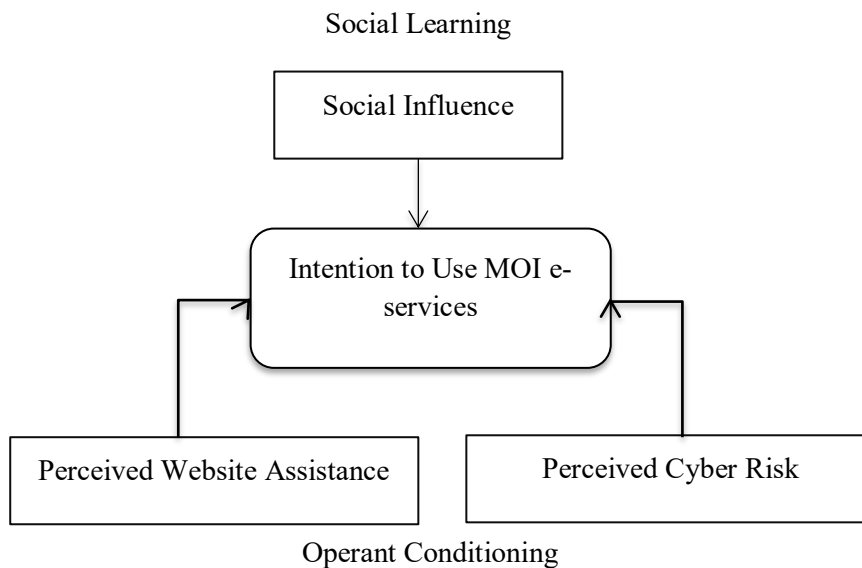 Social Learning
Social Influence
Intention to Use MOI e-
services
Perceived Website Assistance
Perceived Cyber Risk
Operant Conditioning